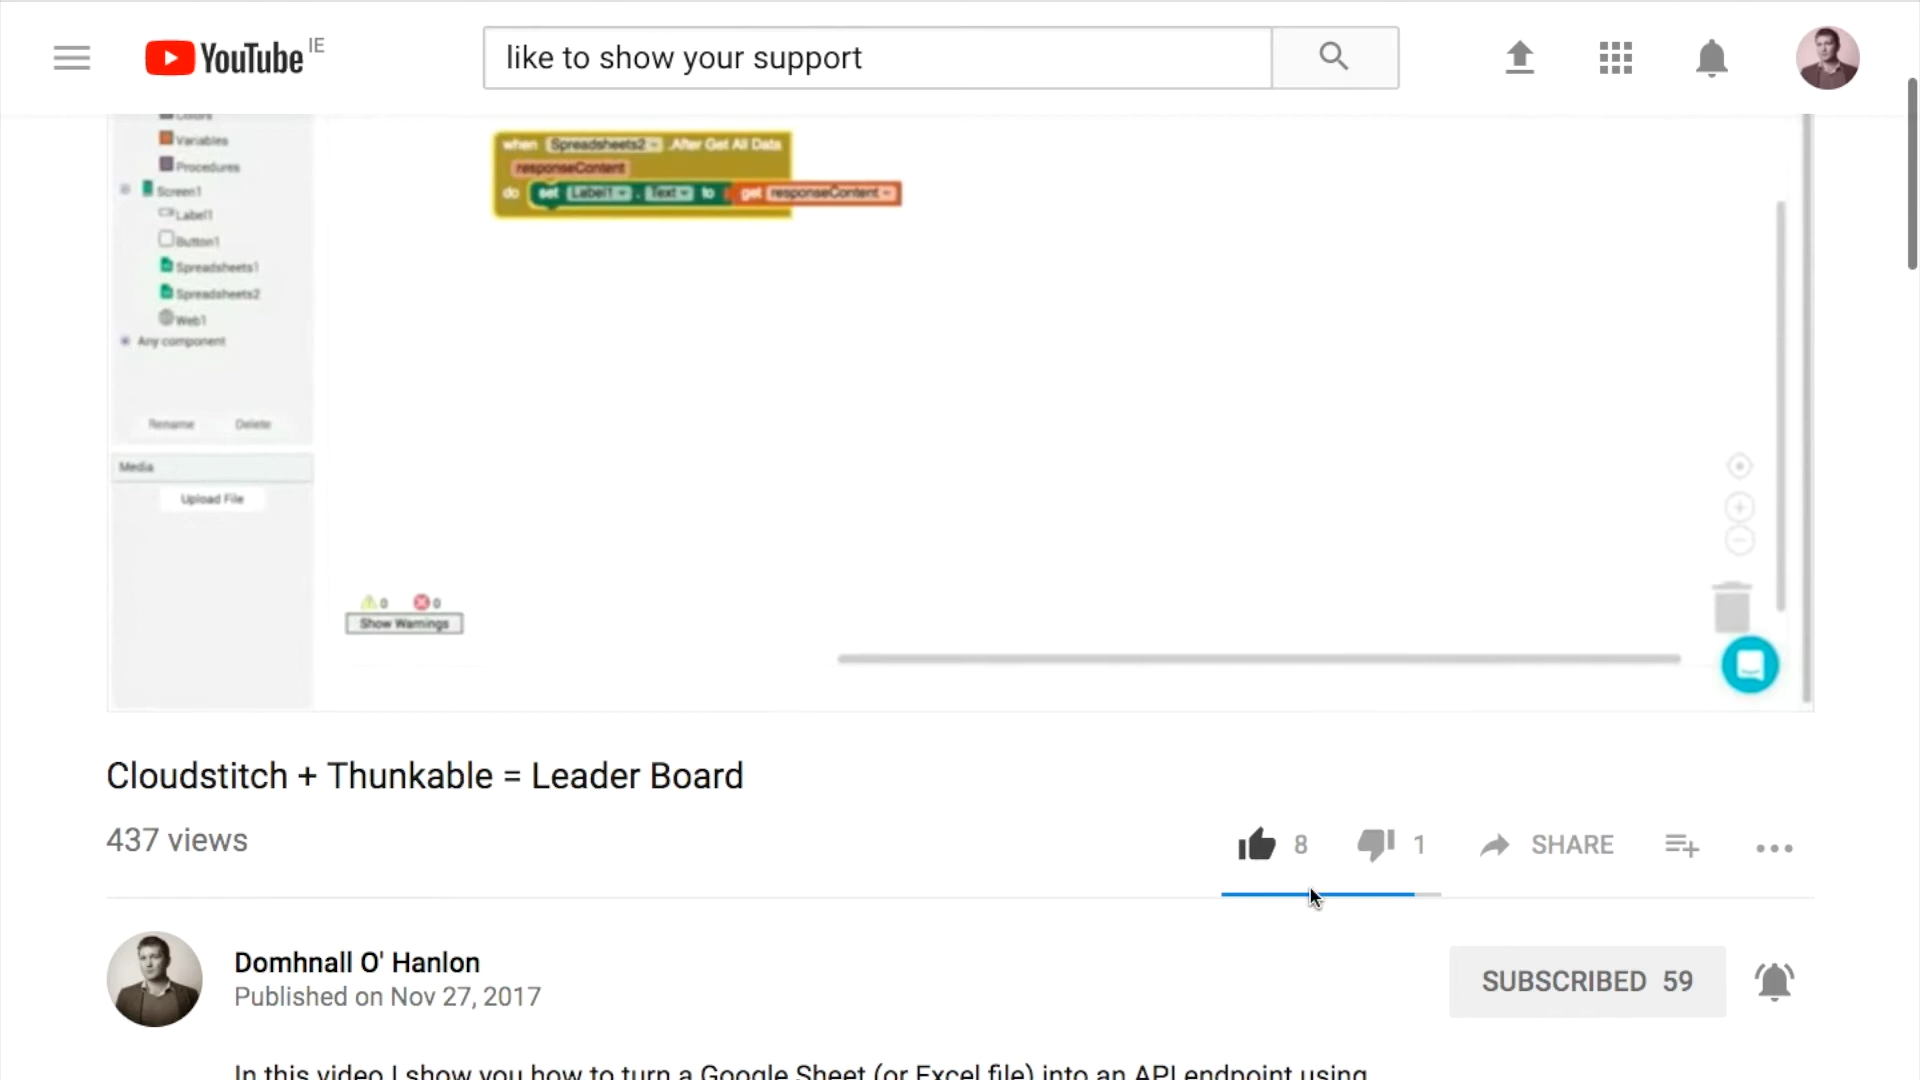 YouTube IE
like to show your support
Colors
Variables
Procedures
Screen1
Label1
Button1
Spreadsheets1
Spreadsheets2
Web1
Any component
Rename Delete
Media
Upload File
when Spreadsheets2 .After Get All Data
responseContent
do set Label1 . Text to get responseContent
0 0
Show Warnings
Cloudstitch + Thunkable = Leader Board
437 views
8 1 SHARE
Domhnall O' Hanlon
Published on Nov 27, 2017
SUBSCRIBED 59
In this video I show you how to turn a Google Sheet (or Excel file) into an API endpoint using